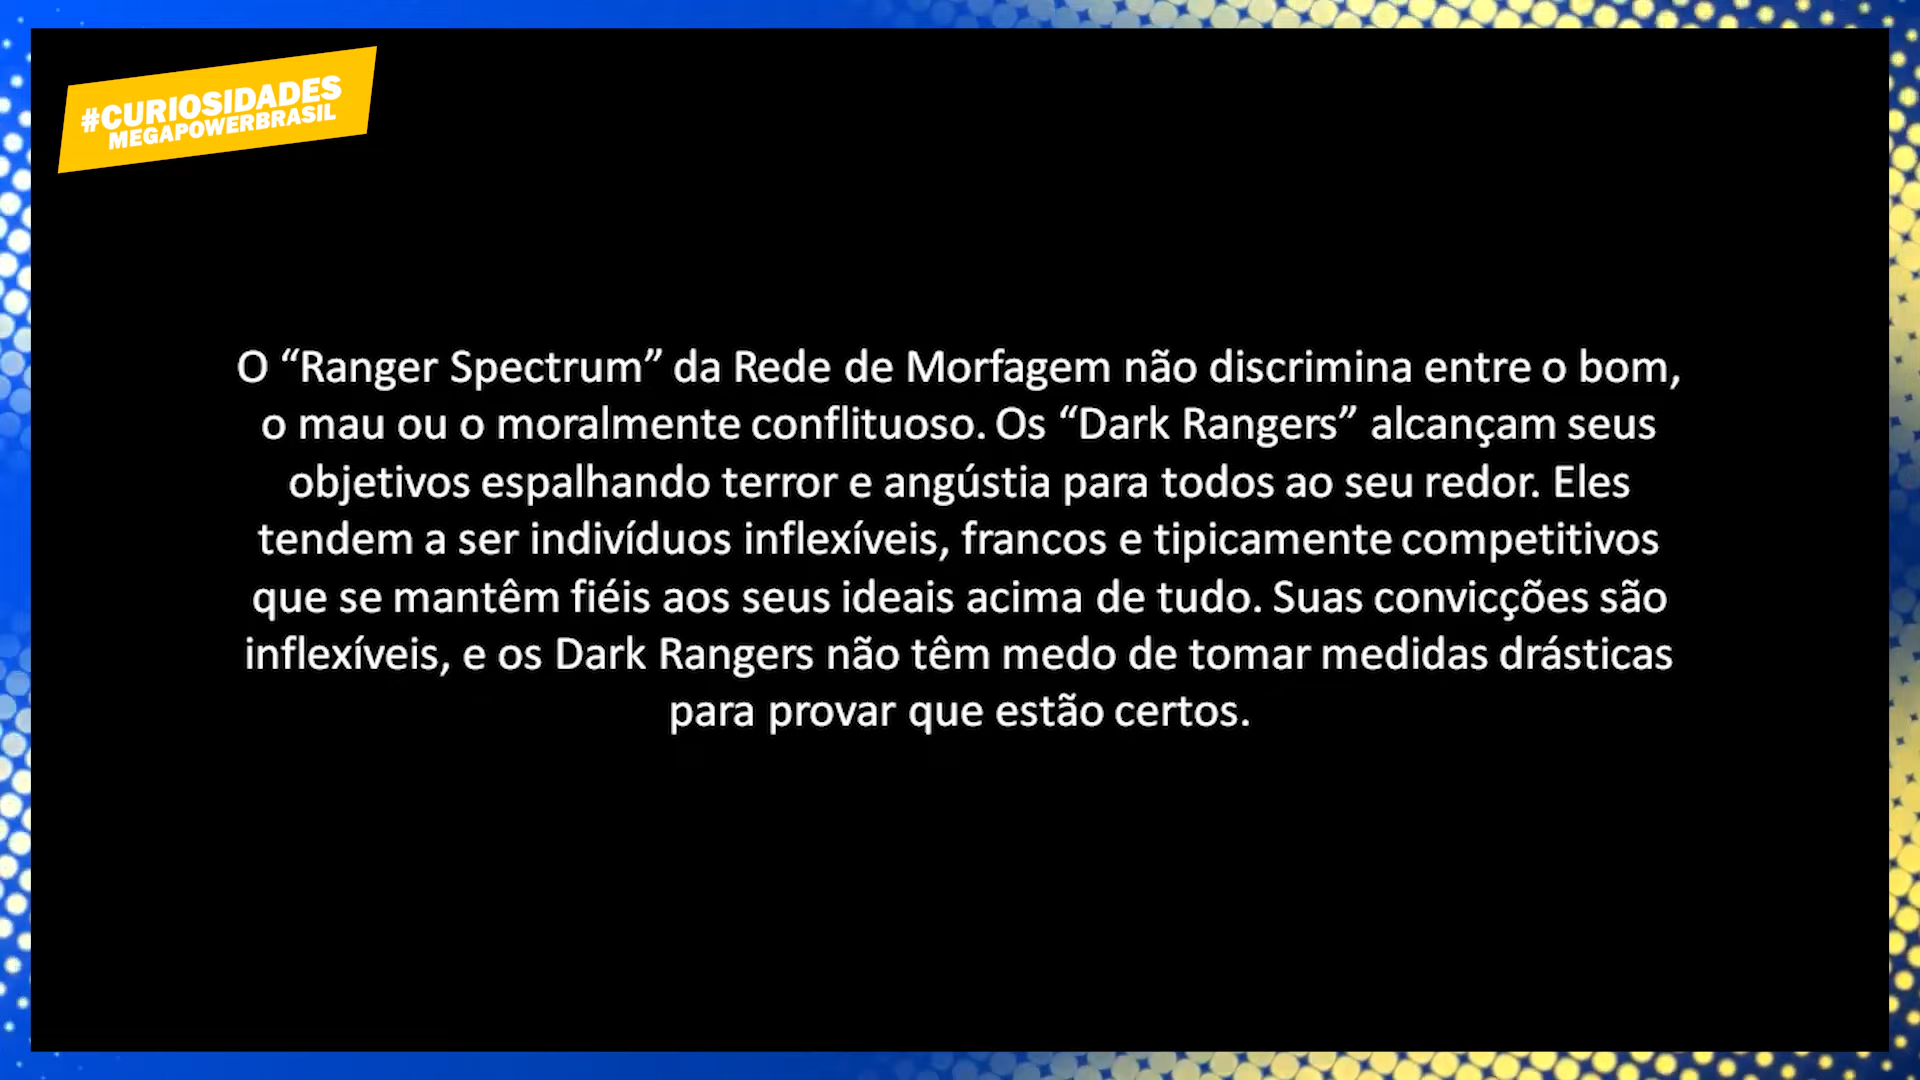 #CURIOSIDADES
MEGAPOWERBRASIL
O “Ranger Spectrum” da Rede de Morfagem não discrimina entre o bom,
o mau ou o moralmente conflituoso. Os “Dark Rangers” alcançam seus
objetivos espalhando terror e angústia para todos ao seu redor. Eles
tendem a ser indivíduos inflexíveis, francos e tipicamente competitivos
que se mantêm fiéis aos seus ideais acima de tudo. Suas convicções são
inflexíveis, e os Dark Rangers não têm medo de tomar medidas drásticas
para provar que estão certos.